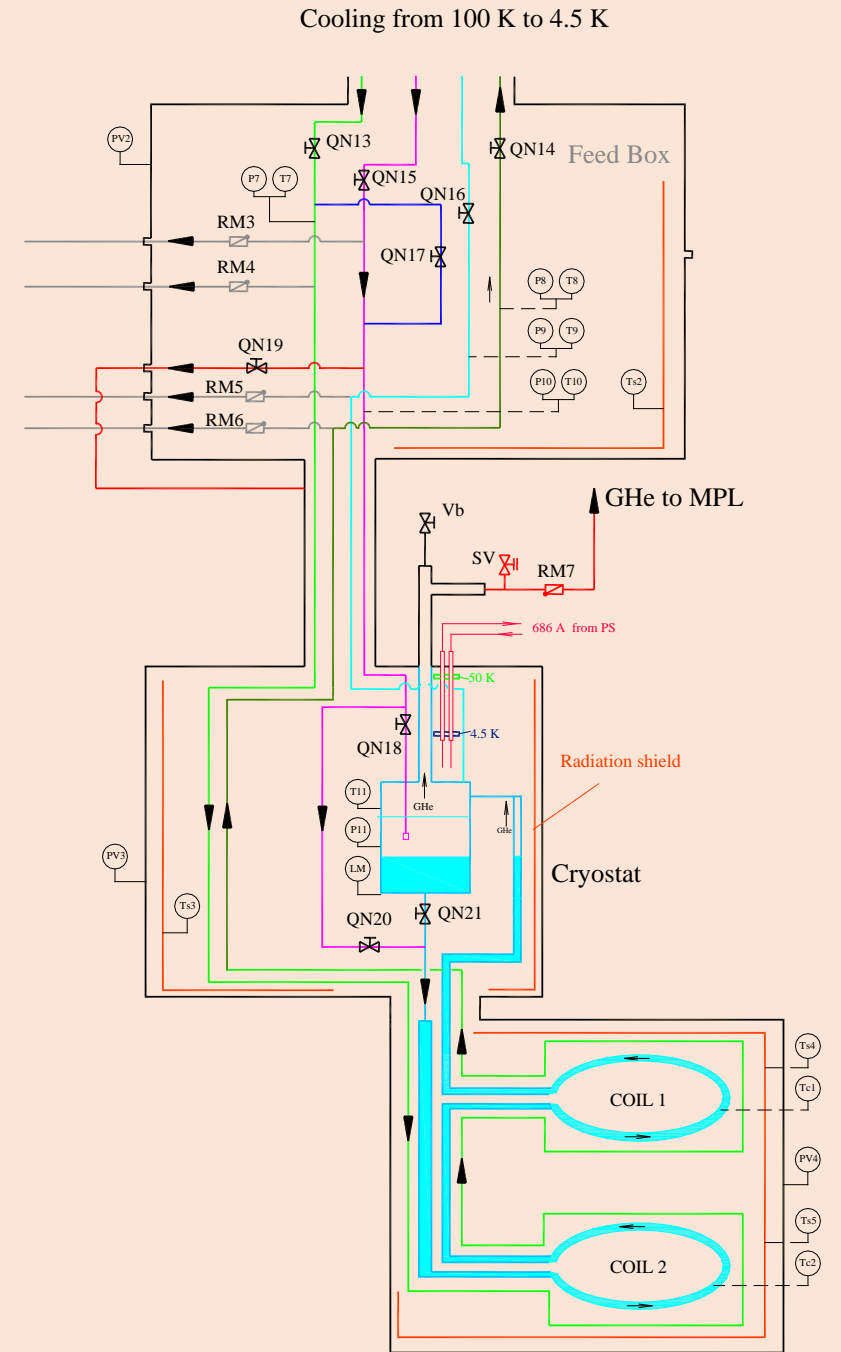 Cooling from 100 K to 4.5 K
PV2
QN13
QN14
Feed Box
P7
T7
QN15
QN16
RM3
QN17
RM4
P8
T8
P9
T9
QN19
P10
T10
Ts2
RM5
RM6
GHe to MPL
Vb
SV
RM7
686 A from PS
50 K
4.5 K
QN18
Radiation shield
T11
GHe
P11
GHe
PV3
LM
Cryostat
Ts3
QN20
QN21
Ts4
Tc1
COIL 1
PV4
Ts5
COIL 2
Tc2